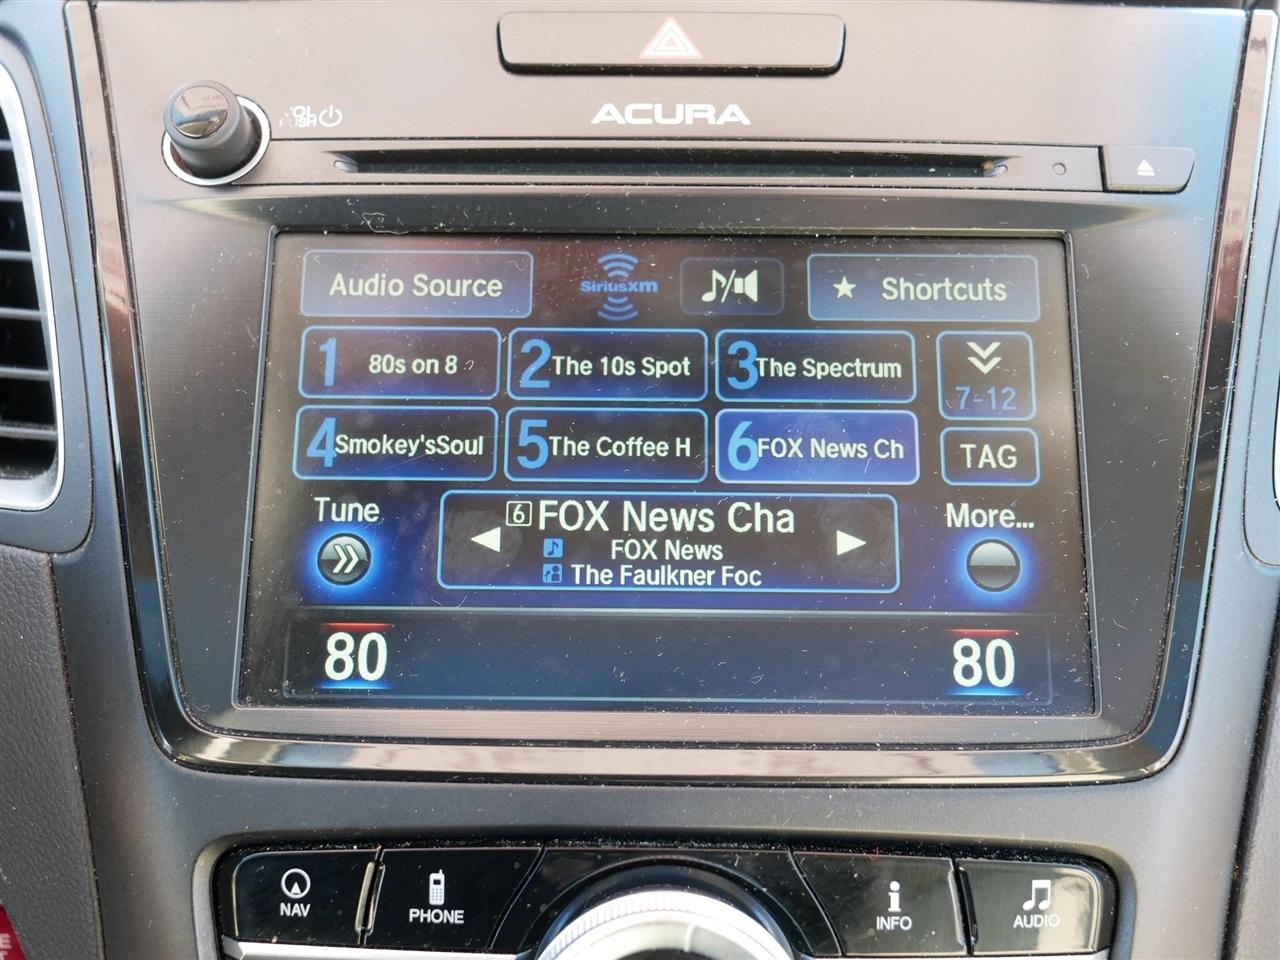 VOL
PUSH
ACURA
Audio Source
SiriusXM
Shortcuts
1 80s on 8
2 The 10s Spot
3 The Spectrum
7-12
4 Smokey'sSoul
5 The Coffee H
6 FOX News Ch
TAG
Tune
6 FOX News Cha
FOX News
The Faulkner Foc
More...
80
80
NAV
PHONE
INFO
AUDIO